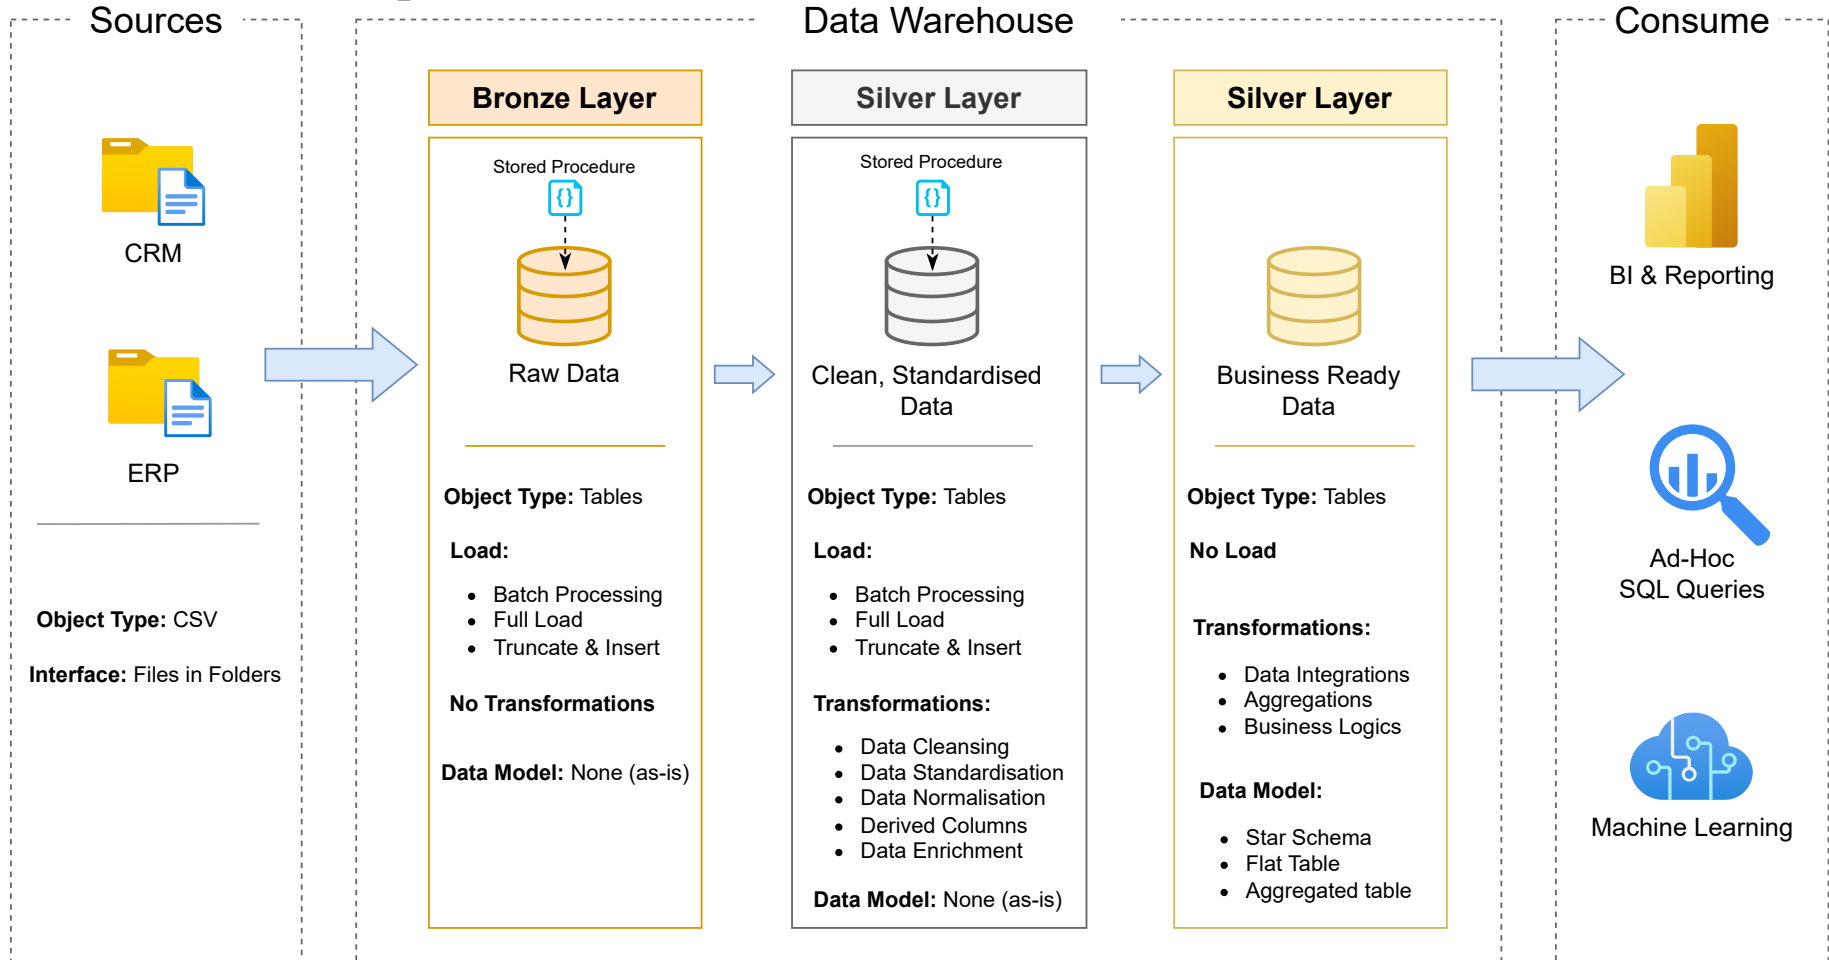 Sources
CRM
ERP
Object Type: CSV
Interface: Files in Folders
Data Warehouse
Bronze Layer
Stored Procedure
{}
Raw Data
Object Type: Tables
Load:
• Batch Processing
• Full Load
• Truncate & Insert
No Transformations
Data Model: None (as-is)
Silver Layer
Stored Procedure
{}
Clean, Standardised
Data
Object Type: Tables
Load:
• Batch Processing
• Full Load
• Truncate & Insert
Transformations:
• Data Cleansing
• Data Standardisation
• Data Normalisation
• Derived Columns
• Data Enrichment
Data Model: None (as-is)
Silver Layer
Business Ready
Data
Object Type: Tables
No Load
Transformations:
• Data Integrations
• Aggregations
• Business Logics
Data Model:
• Star Schema
• Flat Table
• Aggregated table
Consume
BI & Reporting
Ad-Hoc
SQL Queries
Machine Learning